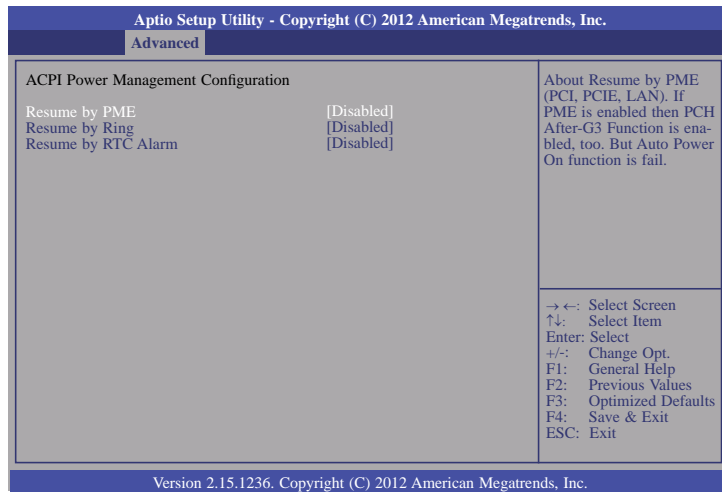 Aptio Setup Utility - Copyright (C) 2012 American Megatrends, Inc.
Advanced
ACPI Power Management Configuration
Resume by PME [Disabled]
Resume by Ring [Disabled]
Resume by RTC Alarm [Disabled]
About Resume by PME
(PCI, PCIE, LAN). If
PME is enabled then PCH
After-G3 Function is ena-
bled, too. But Auto Power
On function is fail.
→←: Select Screen
↑↓: Select Item
Enter: Select
+/-: Change Opt.
F1: General Help
F2: Previous Values
F3: Optimized Defaults
F4: Save & Exit
ESC: Exit
Version 2.15.1236. Copyright (C) 2012 American Megatrends, Inc.